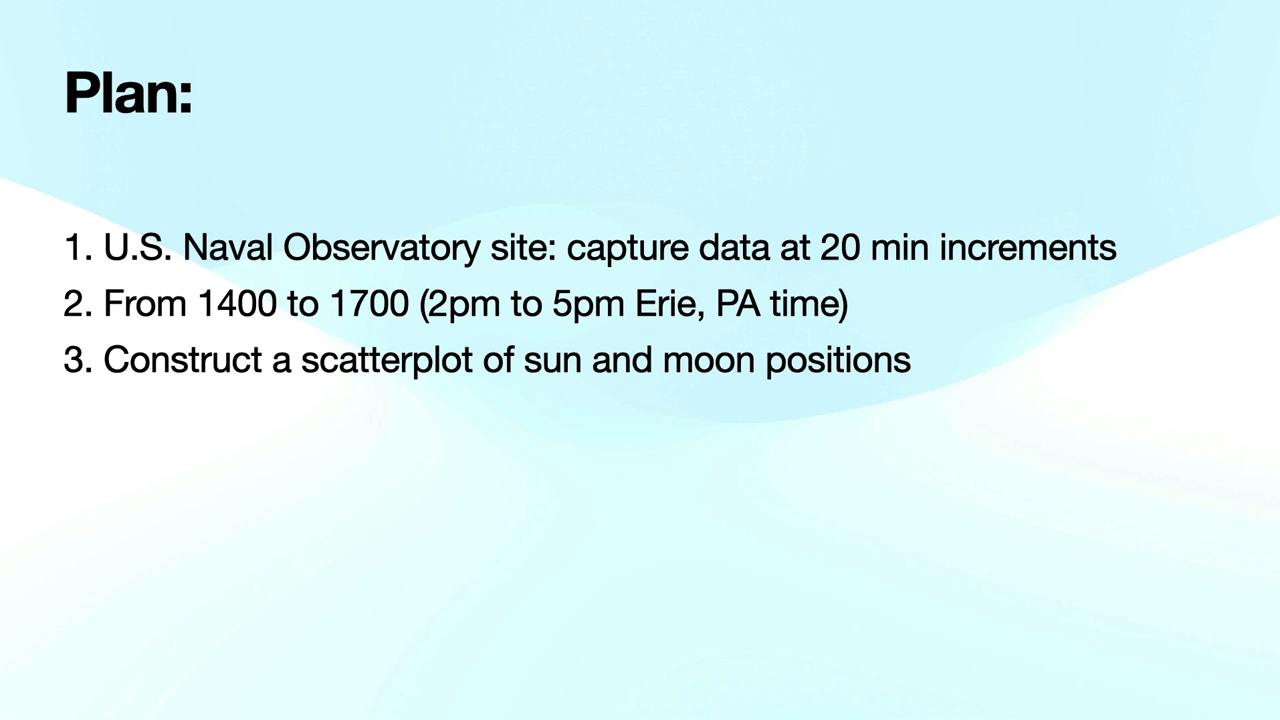 Plan:
1. U.S. Naval Observatory site: capture data at 20 min increments
2. From 1400 to 1700 (2pm to 5pm Erie, PA time)
3. Construct a scatterplot of sun and moon positions